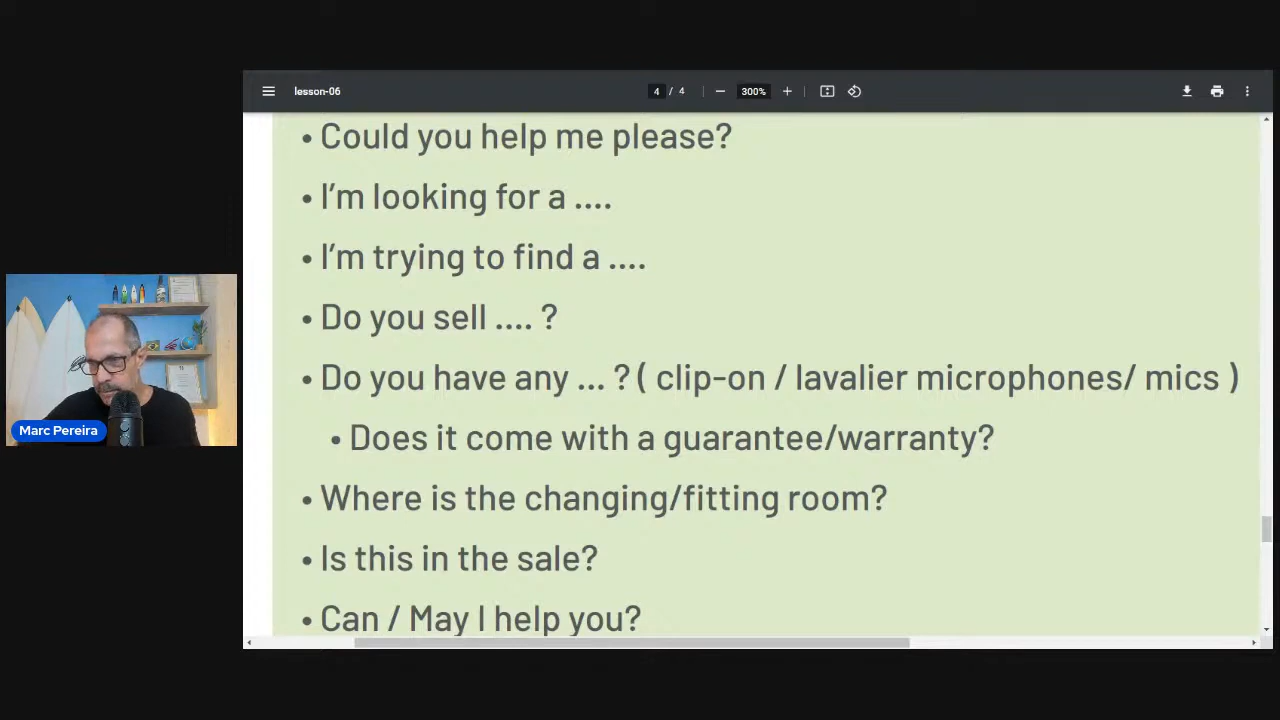 lesson-06
4 / 4
300%
• Could you help me please?
• I'm looking for a ....
• I'm trying to find a ....
• Do you sell .... ?
• Do you have any ... ? ( clip-on / lavalier microphones/ mics )
• Does it come with a guarantee/warranty?
• Where is the changing/fitting room?
• Is this in the sale?
• Can / May I help you?
Marc Pereira